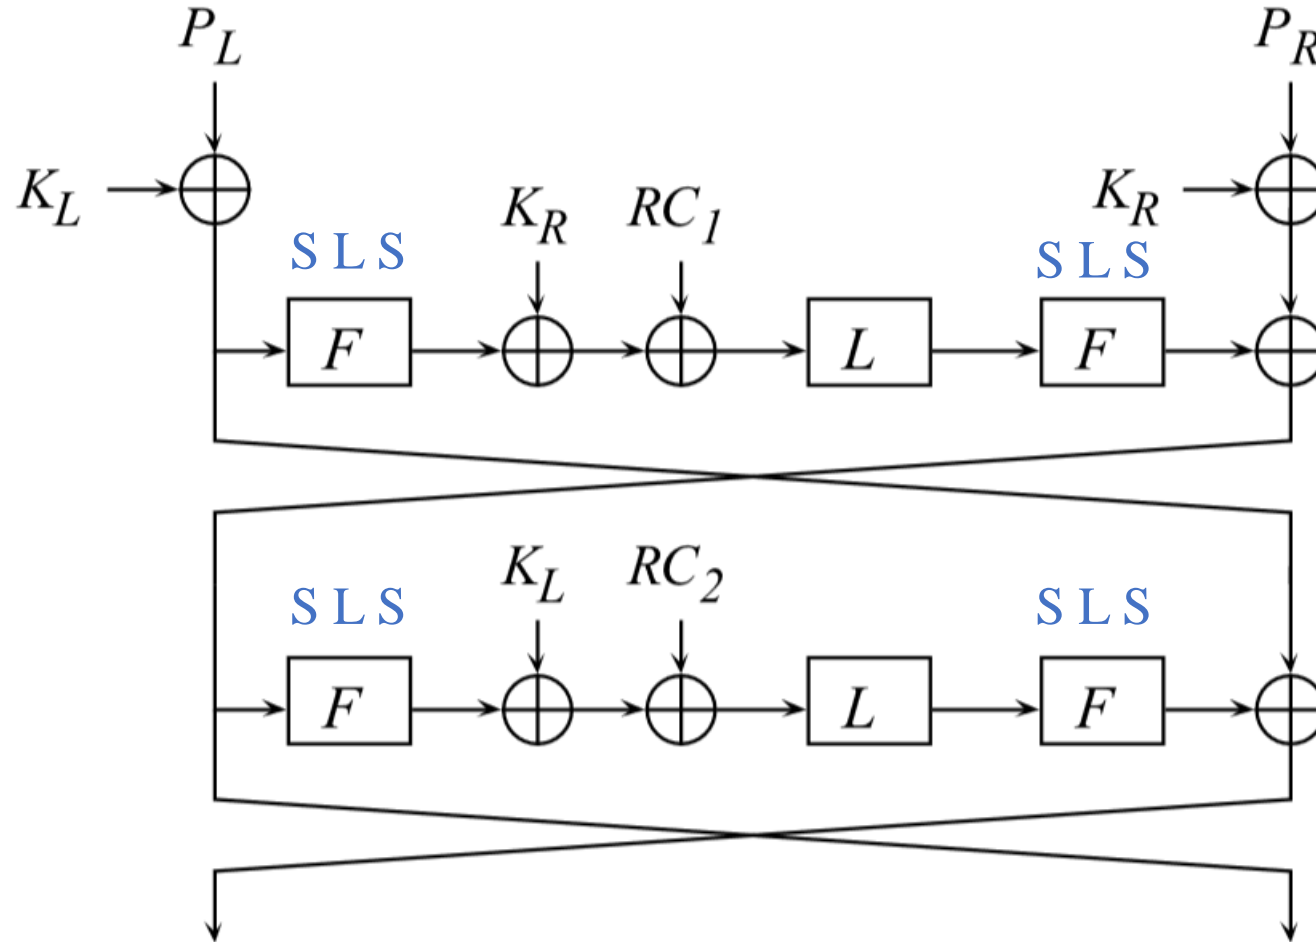 P_L P_R
K_L K_R RC_1 K_R
S L S S L S
F L F
K_L RC_2
S L S S L S
F L F